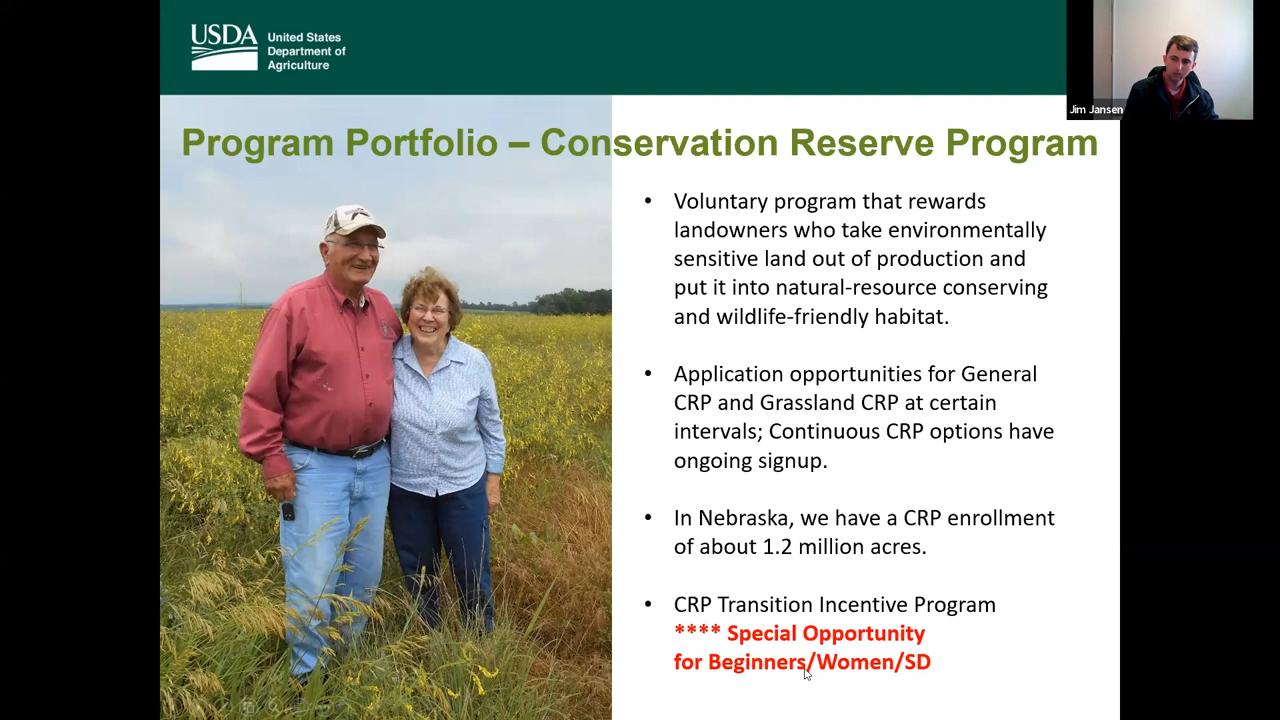 USDA
United States
Department of
Agriculture
Jim Jansen
Program Portfolio – Conservation Reserve Program
• Voluntary program that rewards
landowners who take environmentally
sensitive land out of production and
put it into natural-resource conserving
and wildlife-friendly habitat.
• Application opportunities for General
CRP and Grassland CRP at certain
intervals; Continuous CRP options have
ongoing signup.
• In Nebraska, we have a CRP enrollment
of about 1.2 million acres.
• CRP Transition Incentive Program
**** Special Opportunity
for Beginners/Women/SD